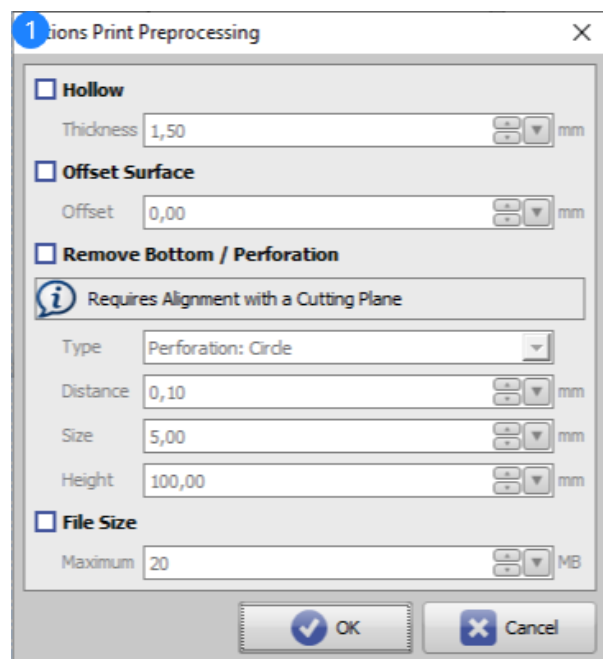 1
tions Print Preprocessing
Hollow
Thickness 1,50 mm
Offset Surface
Offset 0,00 mm
Remove Bottom / Perforation
i Requires Alignment with a Cutting Plane
Type Perforation: Circle
Distance 0,10 mm
Size 5,00 mm
Height 100,00 mm
File Size
Maximum 20 MB
OK Cancel